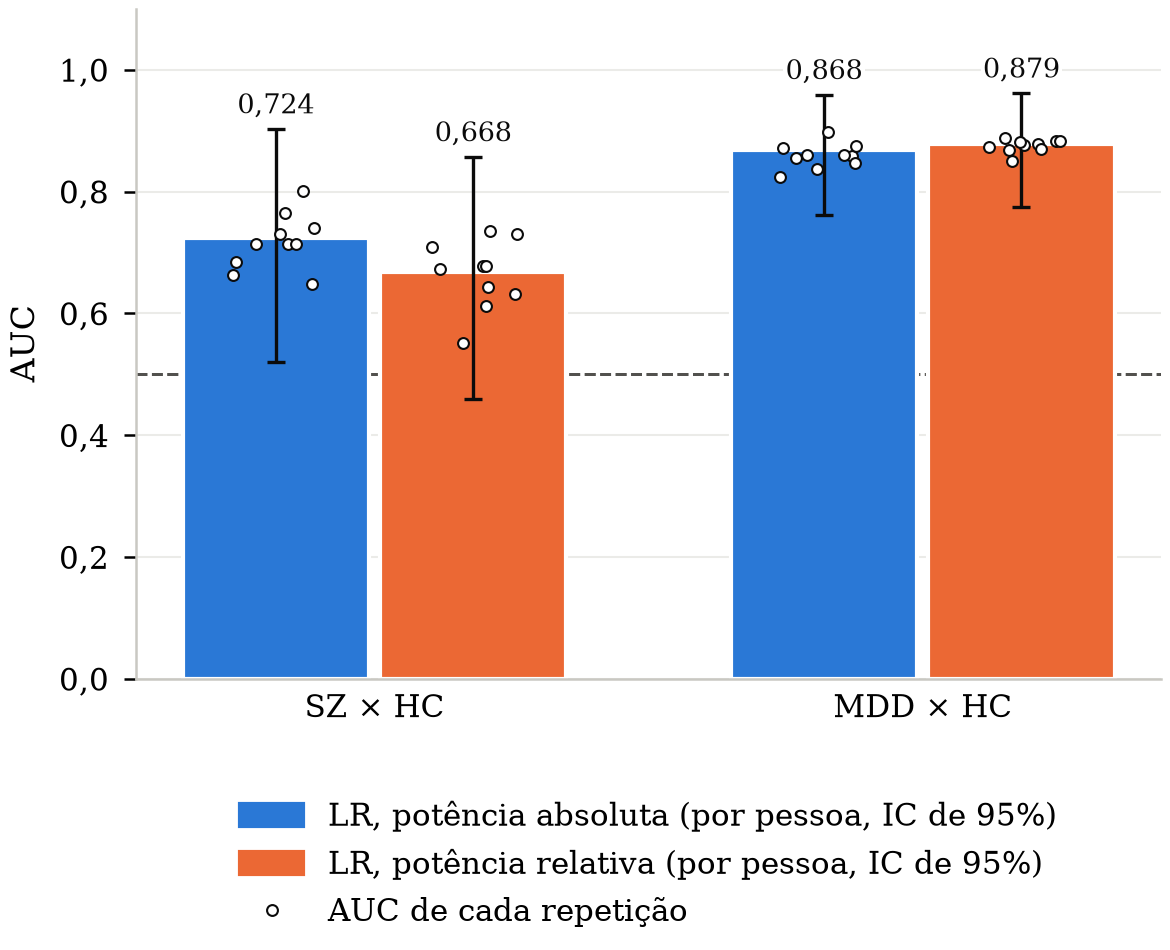 0,724
0,668
0,868
0,879
1,0
0,8
0,6
0,4
0,2
0,0
AUC
SZ × HC
MDD × HC
LR, potência absoluta (por pessoa, IC de 95%)
LR, potência relativa (por pessoa, IC de 95%)
AUC de cada repetição